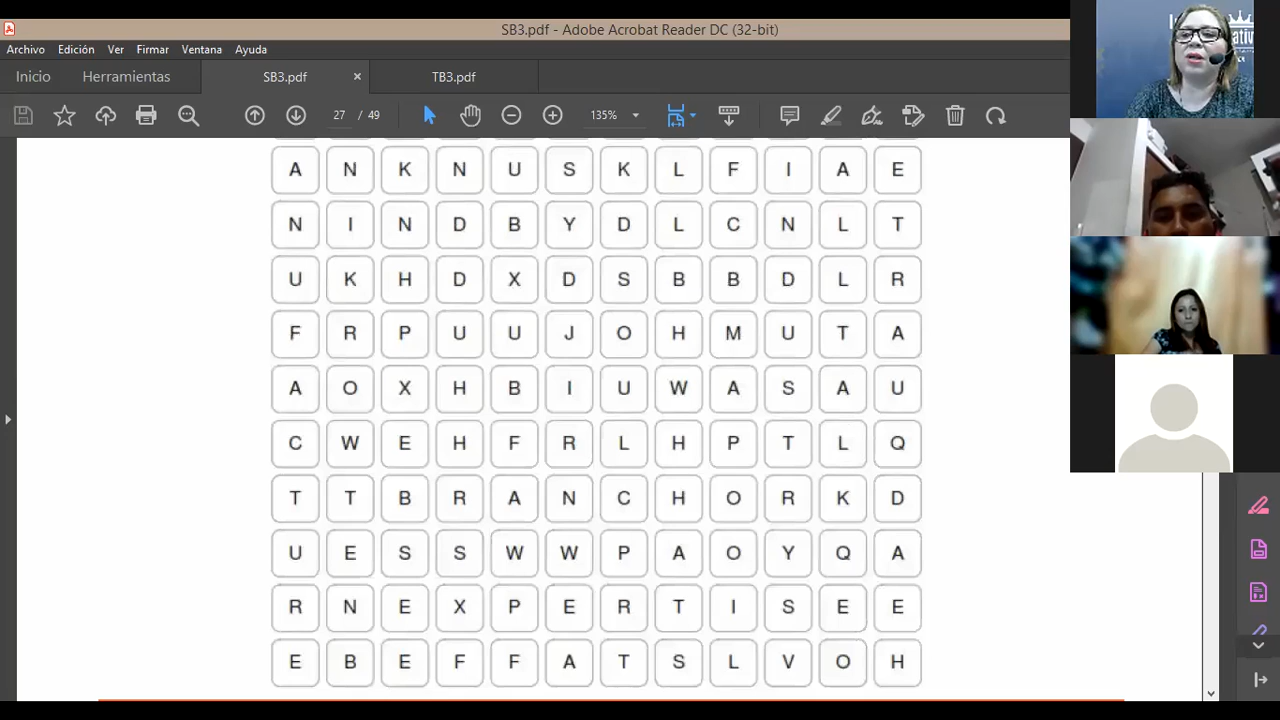 SB3.pdf - Adobe Acrobat Reader DC (32-bit)
Archivo Edición Ver Firmar Ventana Ayuda
Inicio Herramientas SB3.pdf × TB3.pdf
27 / 49 135%
A N K N U S K L F I A E
N I N D B Y D L C N L T
U K H D X D S B B D L R
F R P U U J O H M U T A
A O X H B I U W A S A U
C W E H F R L H P T L Q
T T B R A N C H O R K D
U E S S W W P A O Y Q A
R N E X P E R T I S E E
E B E F F A T S L V O H